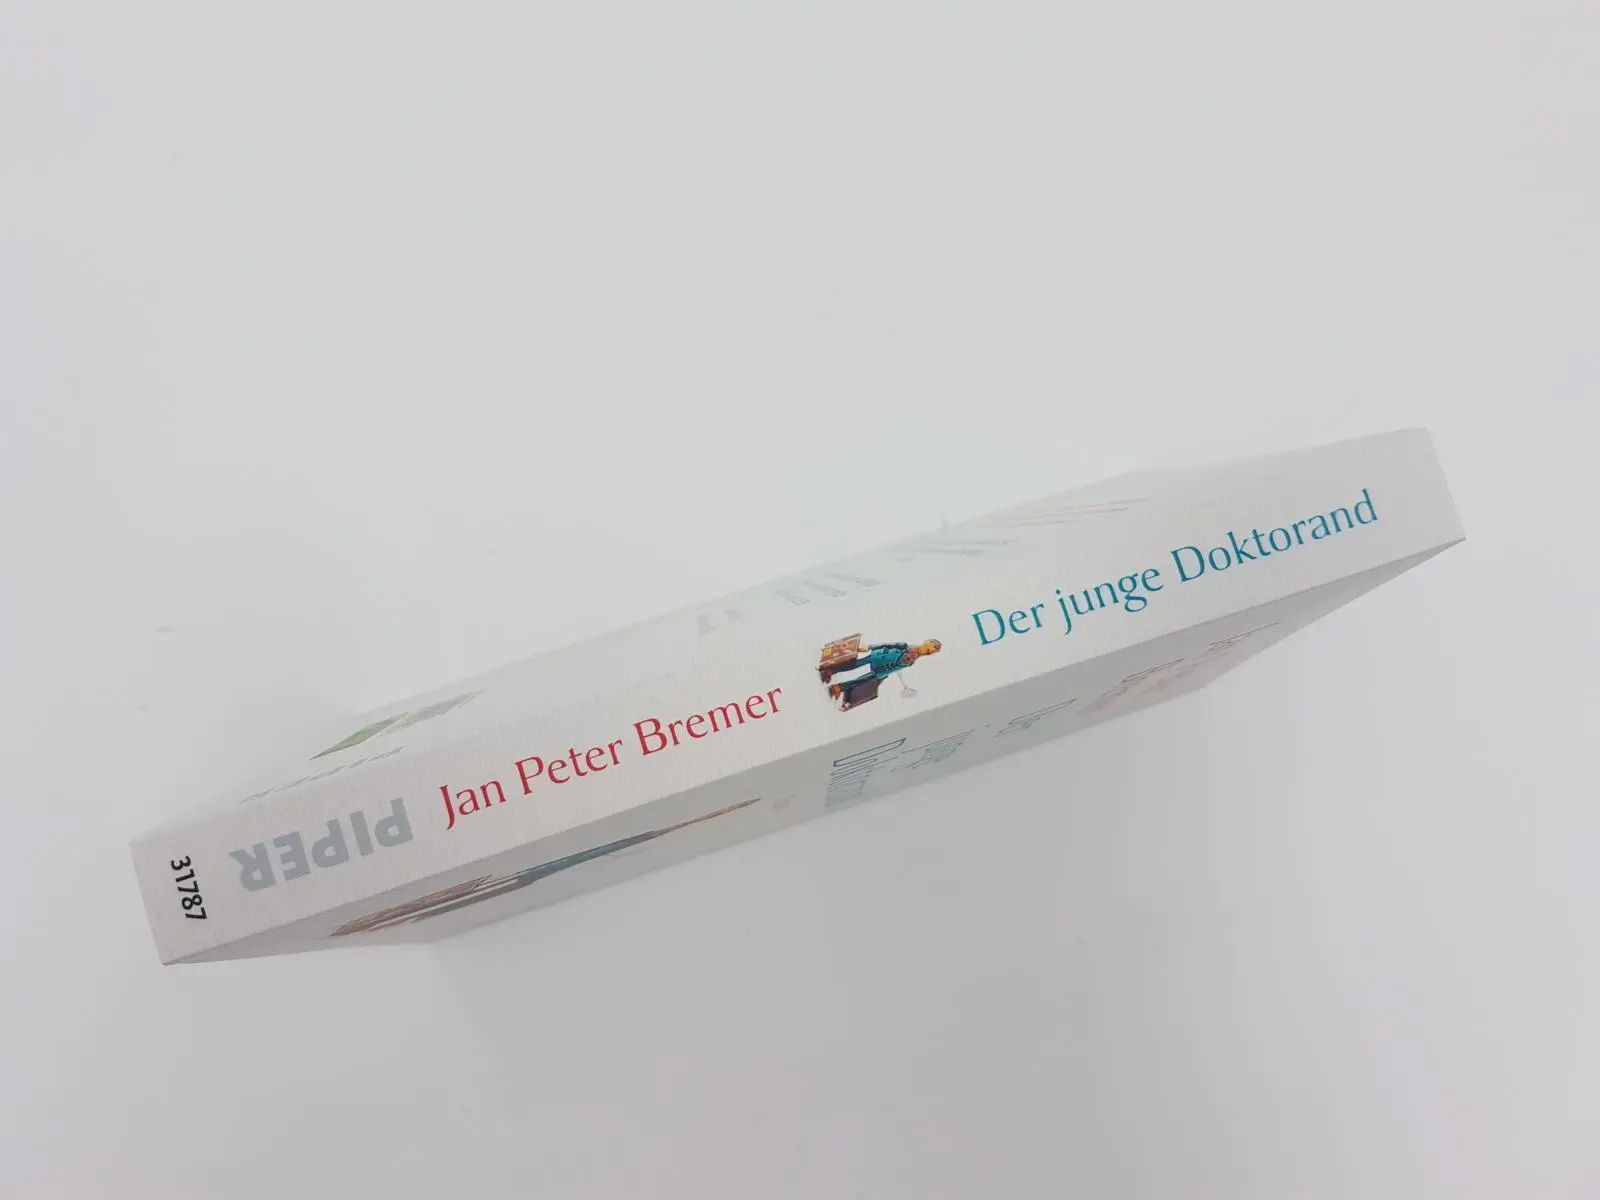 Jan Peter Bremer
Der junge Doktorand
PIPER
31787